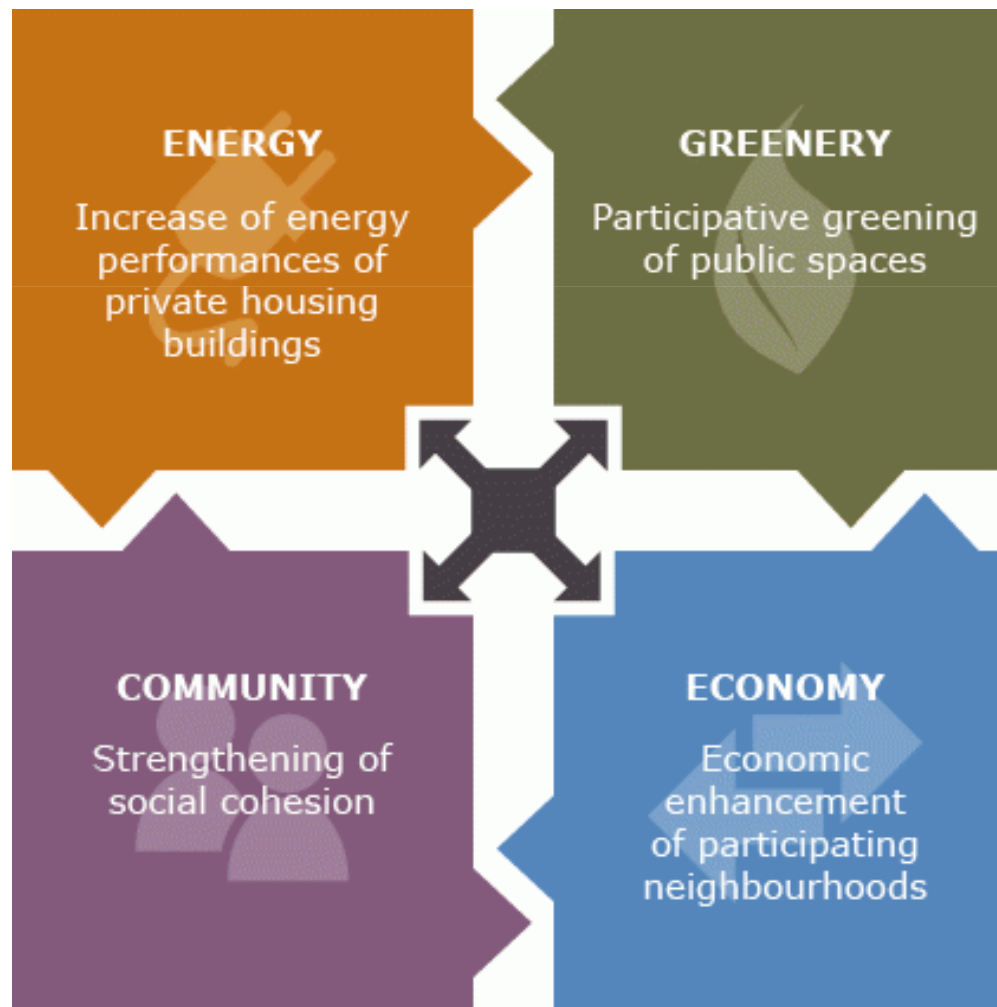 ENERGY
Increase of energy
performances of
private housing
buildings
GREENERY
Participative greening
of public spaces
COMMUNITY
Strengthening of
social cohesion
ECONOMY
Economic
enhancement
of participating
neighbourhoods